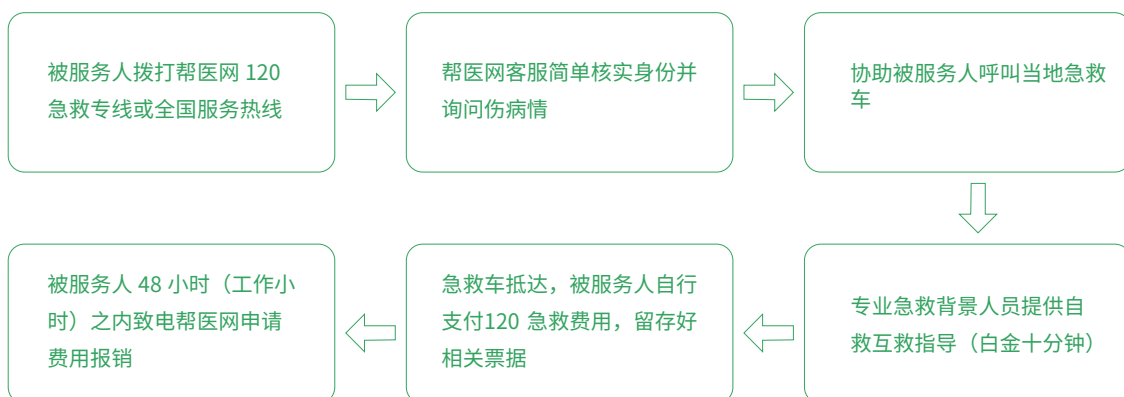 被服务人拨打帮医网 120
急救专线或全国服务热线
帮医网客服简单核实身份并
询问伤病情
协助被服务人呼叫当地急救
车
专业急救背景人员提供自
救互救指导（白金十分钟）
急救车抵达，被服务人自行
支付120 急救费用，留存好
相关票据
被服务人 48 小时（工作小
时）之内致电帮医网申请
费用报销